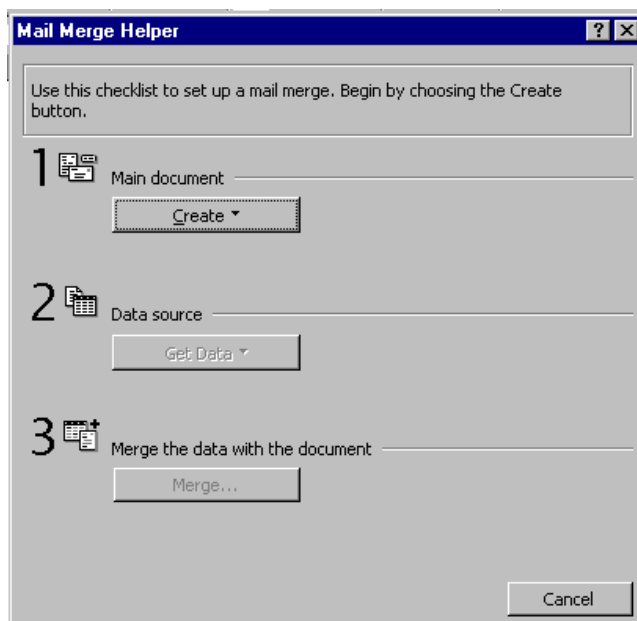 Mail Merge Helper
Use this checklist to set up a mail merge. Begin by choosing the Create
button.
1
Main document
Create
2
Data source
Get Data
3
Merge the data with the document
Merge...
Cancel